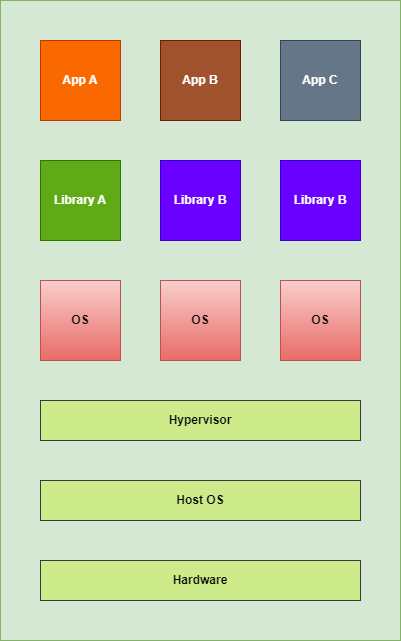 App A
App B
App C
Library A
Library B
Library B
OS
OS
OS
Hypervisor
Host OS
Hardware